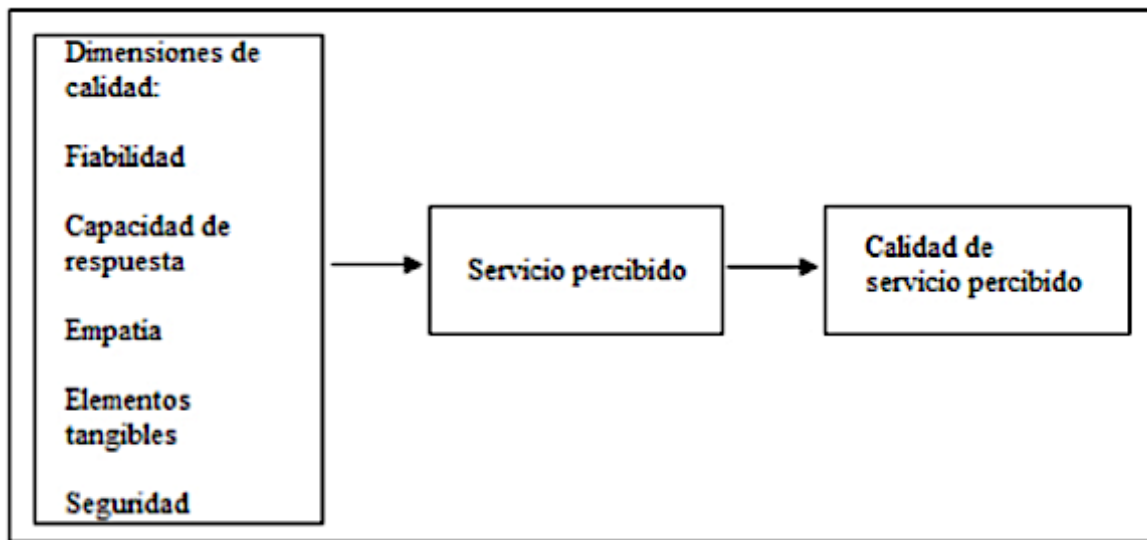 Dimensiones de
calidad:
Fiabilidad
Capacidad de
respuesta
Empatia
Elementos
tangibles
Seguridad
Servicio percibido
Calidad de
servicio percibido